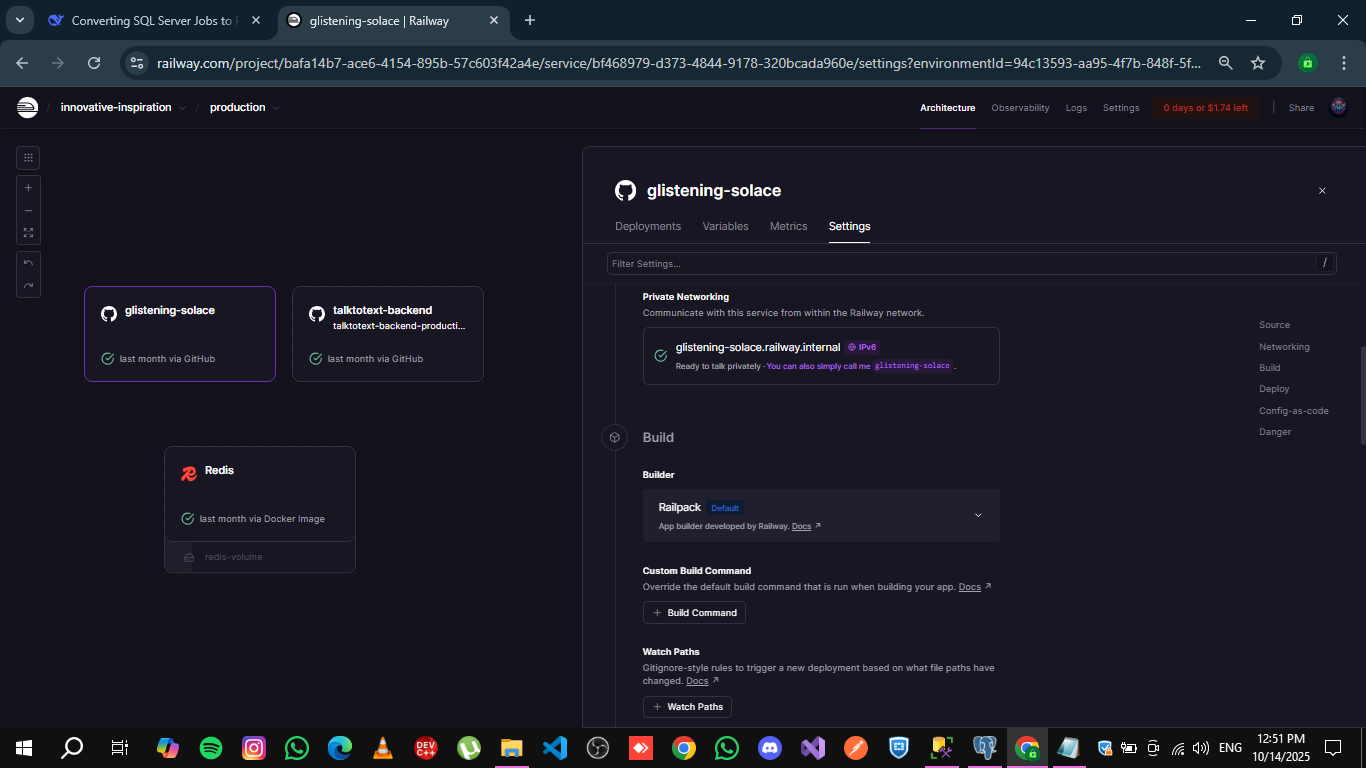 Converting SQL Server Jobs to
glistening-solace | Railway
railway.com/project/bafa14b7-ace6-4154-895b-57c603f42a4e/service/bf468979-d373-4844-9178-320bcada960e/settings?environmentId=94c13593-aa95-4f7b-848f-5f...
/ innovative-inspiration / production
Architecture Observability Logs Settings 0 days or $1.74 left Share
glistening-solace
Deployments Variables Metrics Settings
Filter Settings... /
glistening-solace
last month via GitHub
talktotext-backend
talktotext-backend-producti...
last month via GitHub
Redis
last month via Docker Image
redis-volume
Private Networking
Communicate with this service from within the Railway network.
glistening-solace.railway.internal IPv6
Ready to talk privately · You can also simply call me glistening-solace .
Build
Builder
Railpack Default
App builder developed by Railway. Docs ↗
Custom Build Command
Override the default build command that is run when building your app. Docs ↗
+ Build Command
Watch Paths
Gitignore-style rules to trigger a new deployment based on what file paths have
changed. Docs ↗
+ Watch Paths
Source
Networking
Build
Deploy
Config-as-code
Danger
DEV
C++
ENG
12:51 PM
10/14/2025